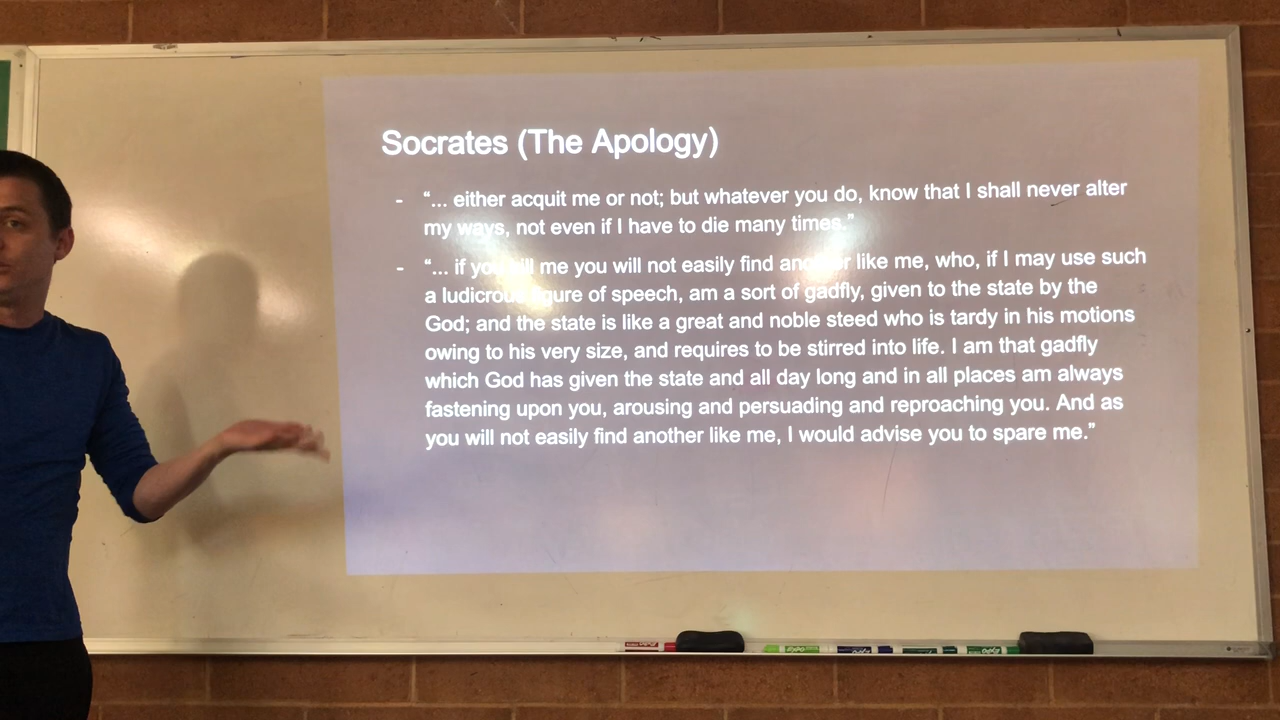 Socrates (The Apology)
- “... either acquit me or not; but whatever you do, know that I shall never alter
my ways, not even if I have to die many times.”
- “... if you kill me you will not easily find another like me, who, if I may use such
a ludicrous figure of speech, am a sort of gadfly, given to the state by the
God; and the state is like a great and noble steed who is tardy in his motions
owing to his very size, and requires to be stirred into life. I am that gadfly
which God has given the state and all day long and in all places am always
fastening upon you, arousing and persuading and reproaching you. And as
you will not easily find another like me, I would advise you to spare me.”
EXPO